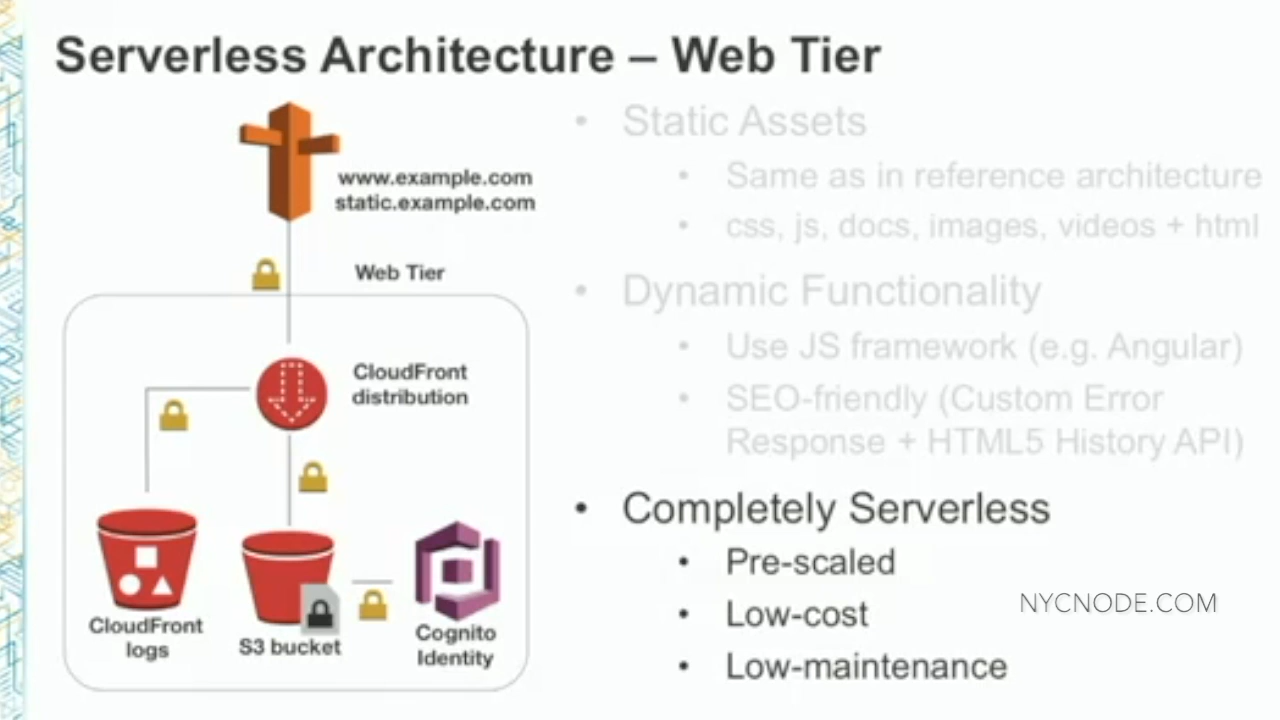 Serverless Architecture – Web Tier
www.example.com
static.example.com
Web Tier
CloudFront
distribution
CloudFront
logs
S3 bucket
Cognito
Identity
• Static Assets
• Same as in reference architecture
• css, js, docs, images, videos + html
• Dynamic Functionality
• Use JS framework (e.g. Angular)
• SEO-friendly (Custom Error
Response + HTML5 History API)
• Completely Serverless
• Pre-scaled
• Low-cost
• Low-maintenance
NYCNODE.COM